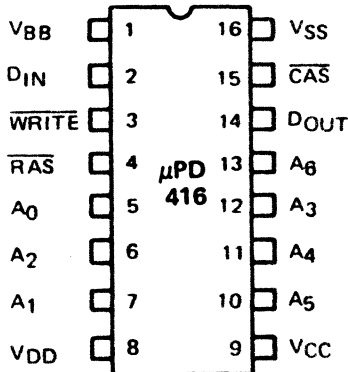 VBB 1 16 VSS
DIN 2 15 CAS
WRITE 3 14 DOUT
RAS 4 μPD 13 A6
A0 5 416 12 A3
A2 6 11 A4
A1 7 10 A5
VDD 8 9 VCC